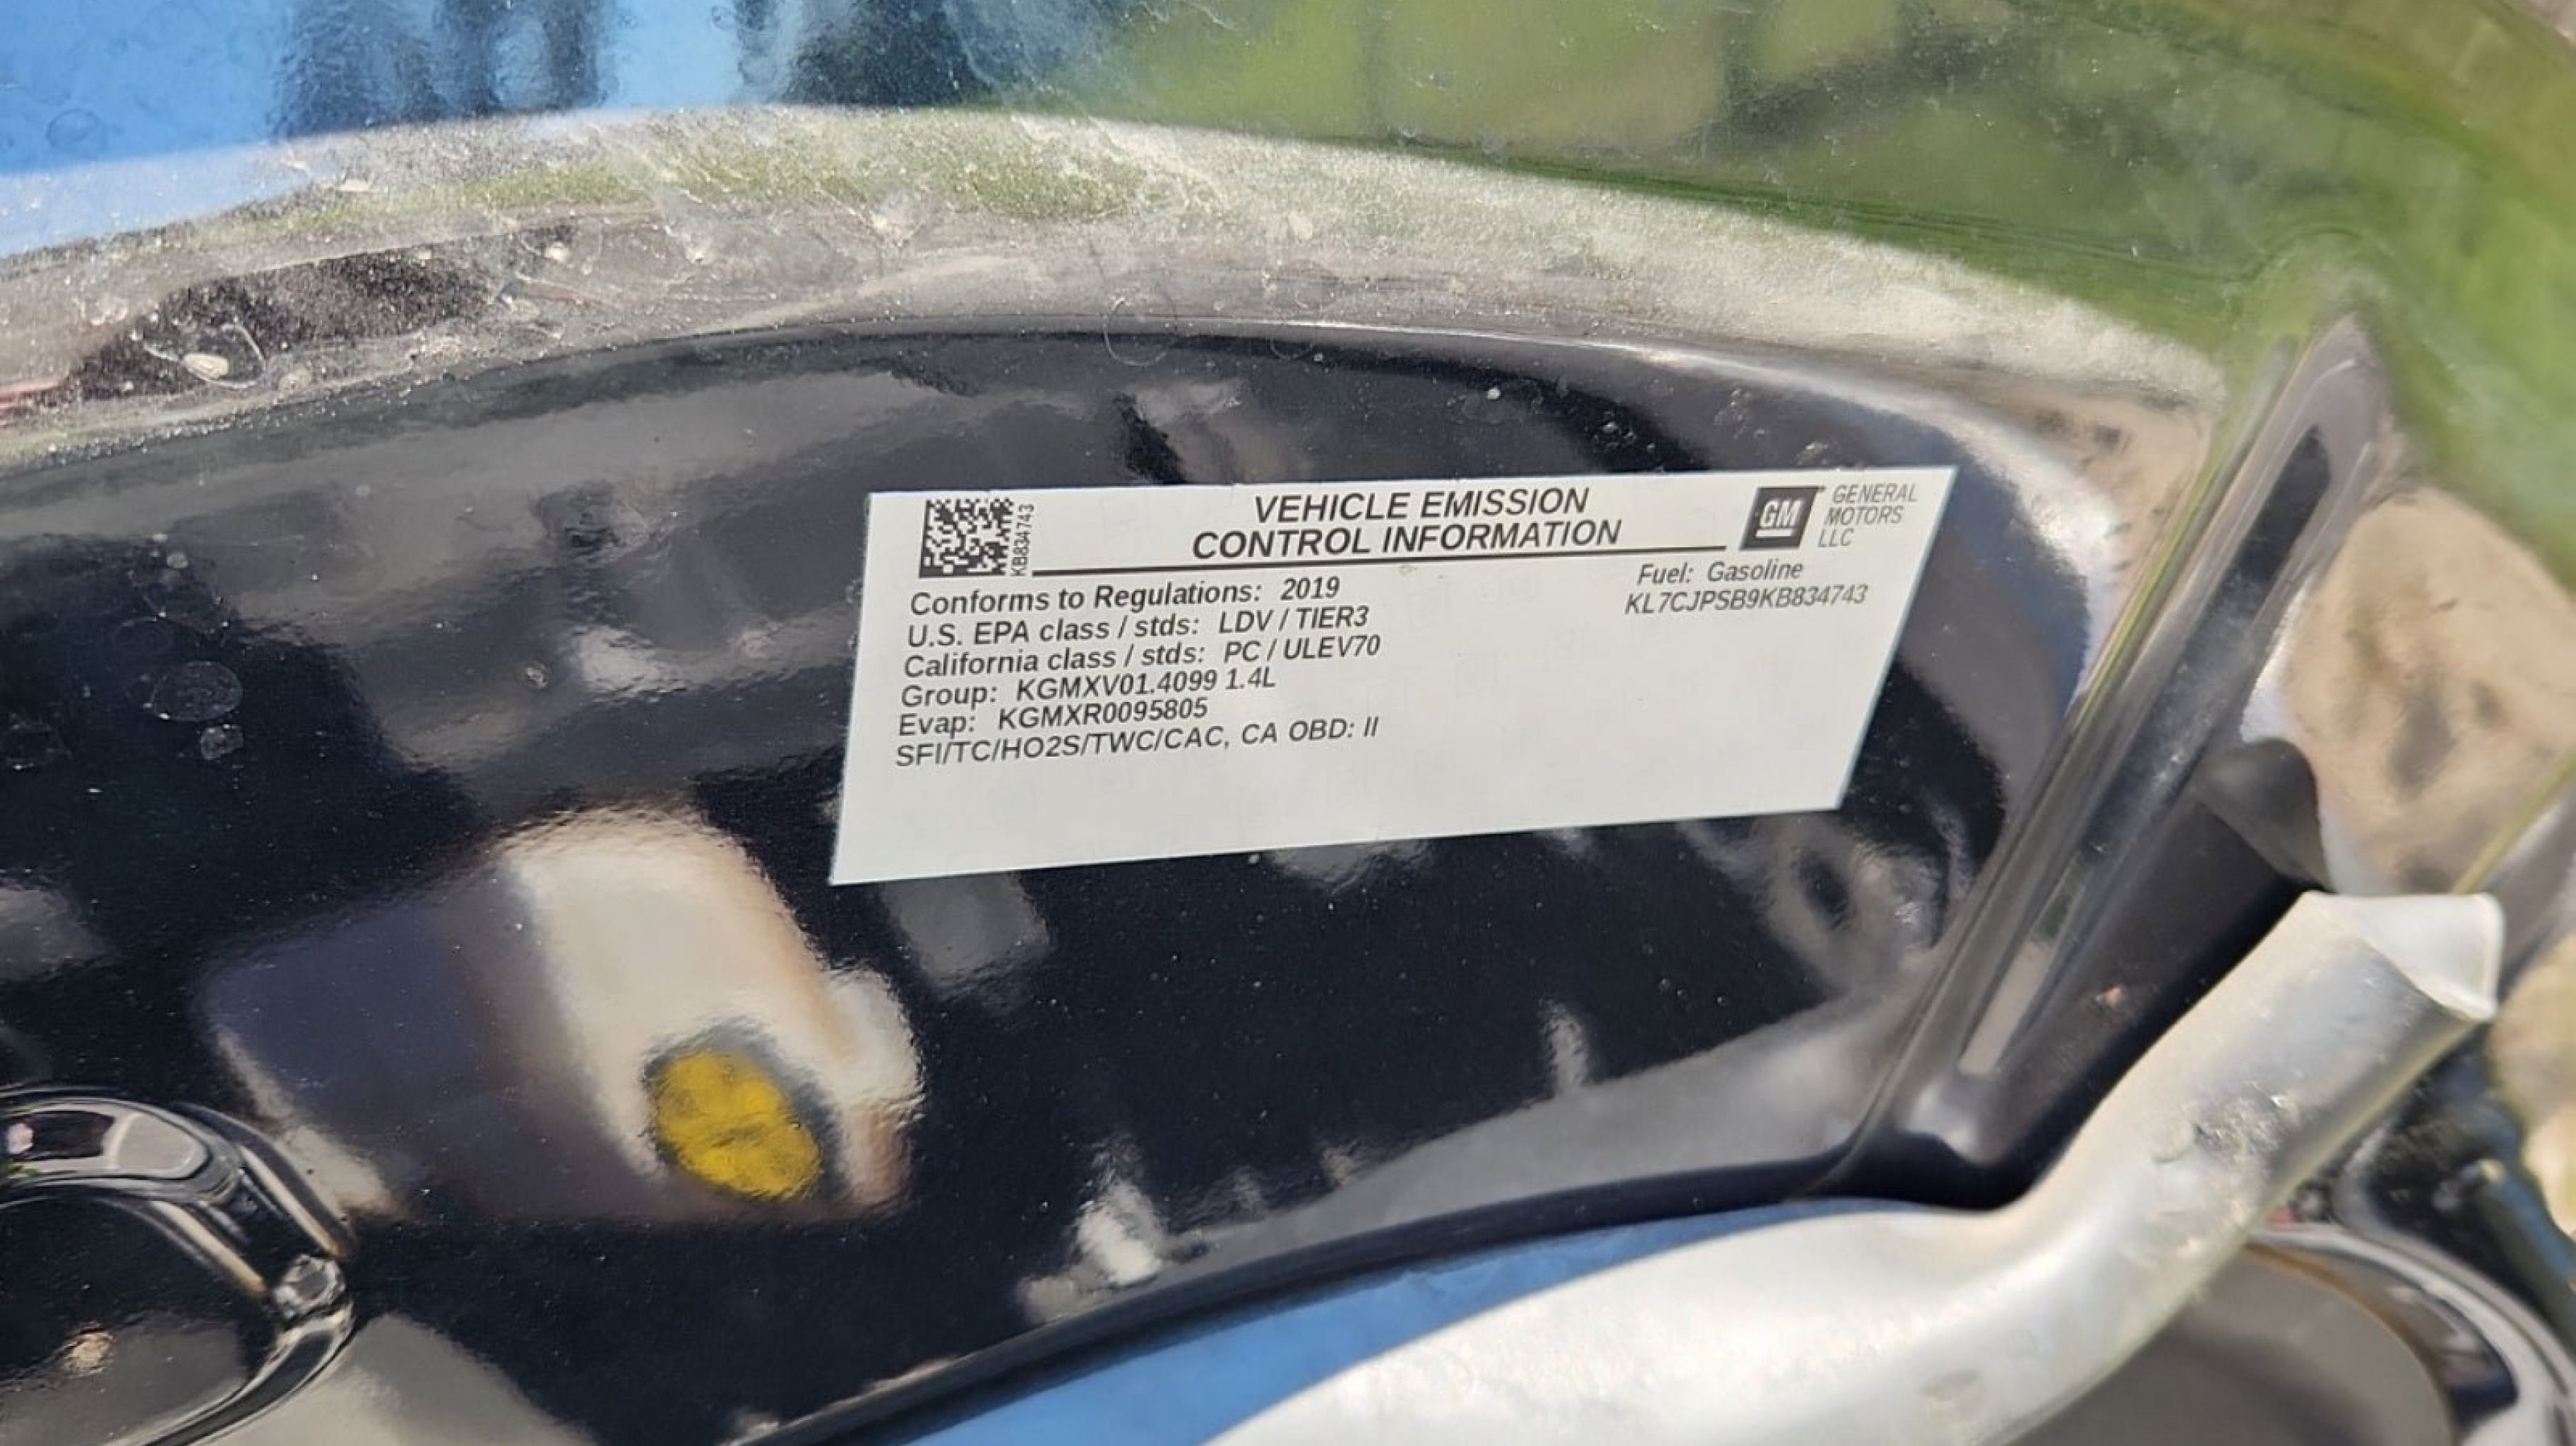 KB834743
VEHICLE EMISSION
CONTROL INFORMATION
GM
GENERAL
MOTORS
LLC
Conforms to Regulations: 2019
U.S. EPA class / stds: LDV / TIER3
California class / stds: PC / ULEV70
Group: KGMXV01.4099 1.4L
Evap: KGMXR0095805
SFI/TC/HO2S/TWC/CAC, CA OBD: II
Fuel: Gasoline
KL7CJPSB9KB834743